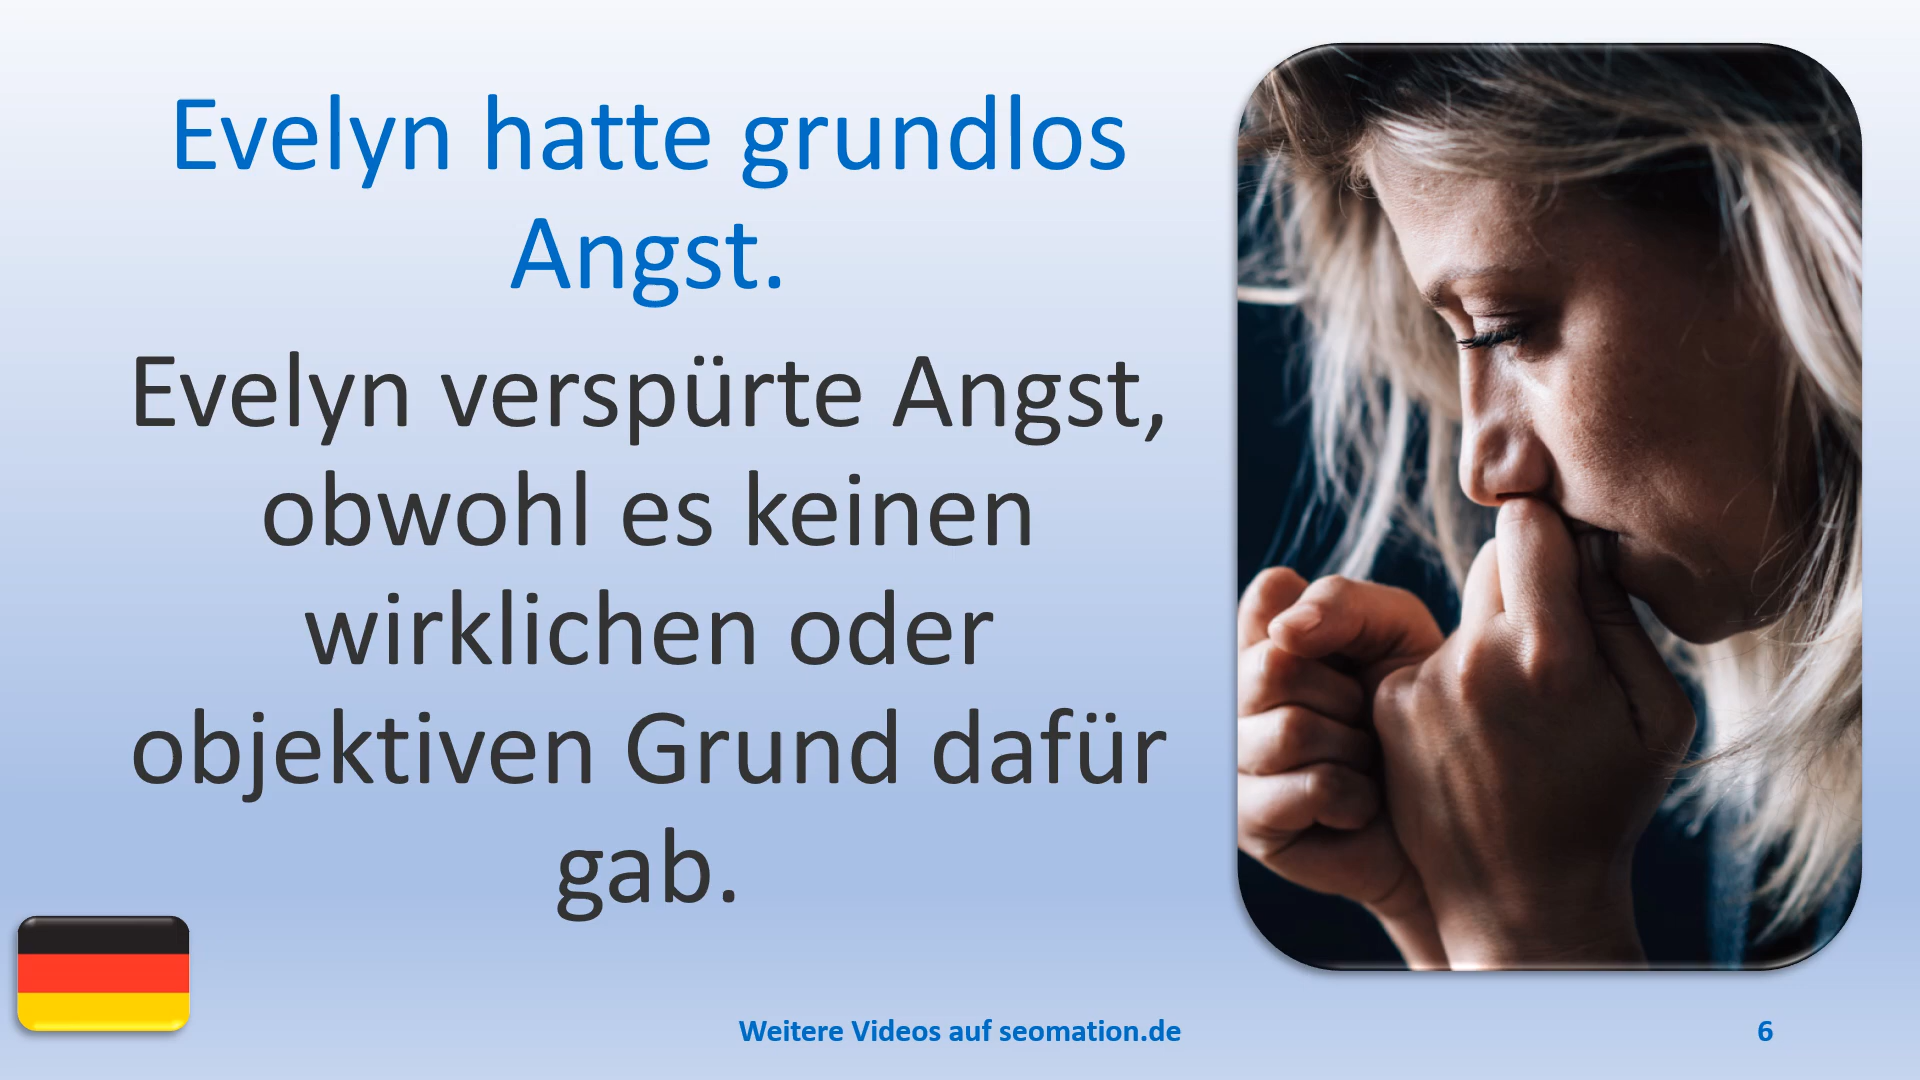 Evelyn hatte grundlos
Angst.
Evelyn verspürte Angst,
obwohl es keinen
wirklichen oder
objektiven Grund dafür
gab.
Weitere Videos auf seomation.de
6